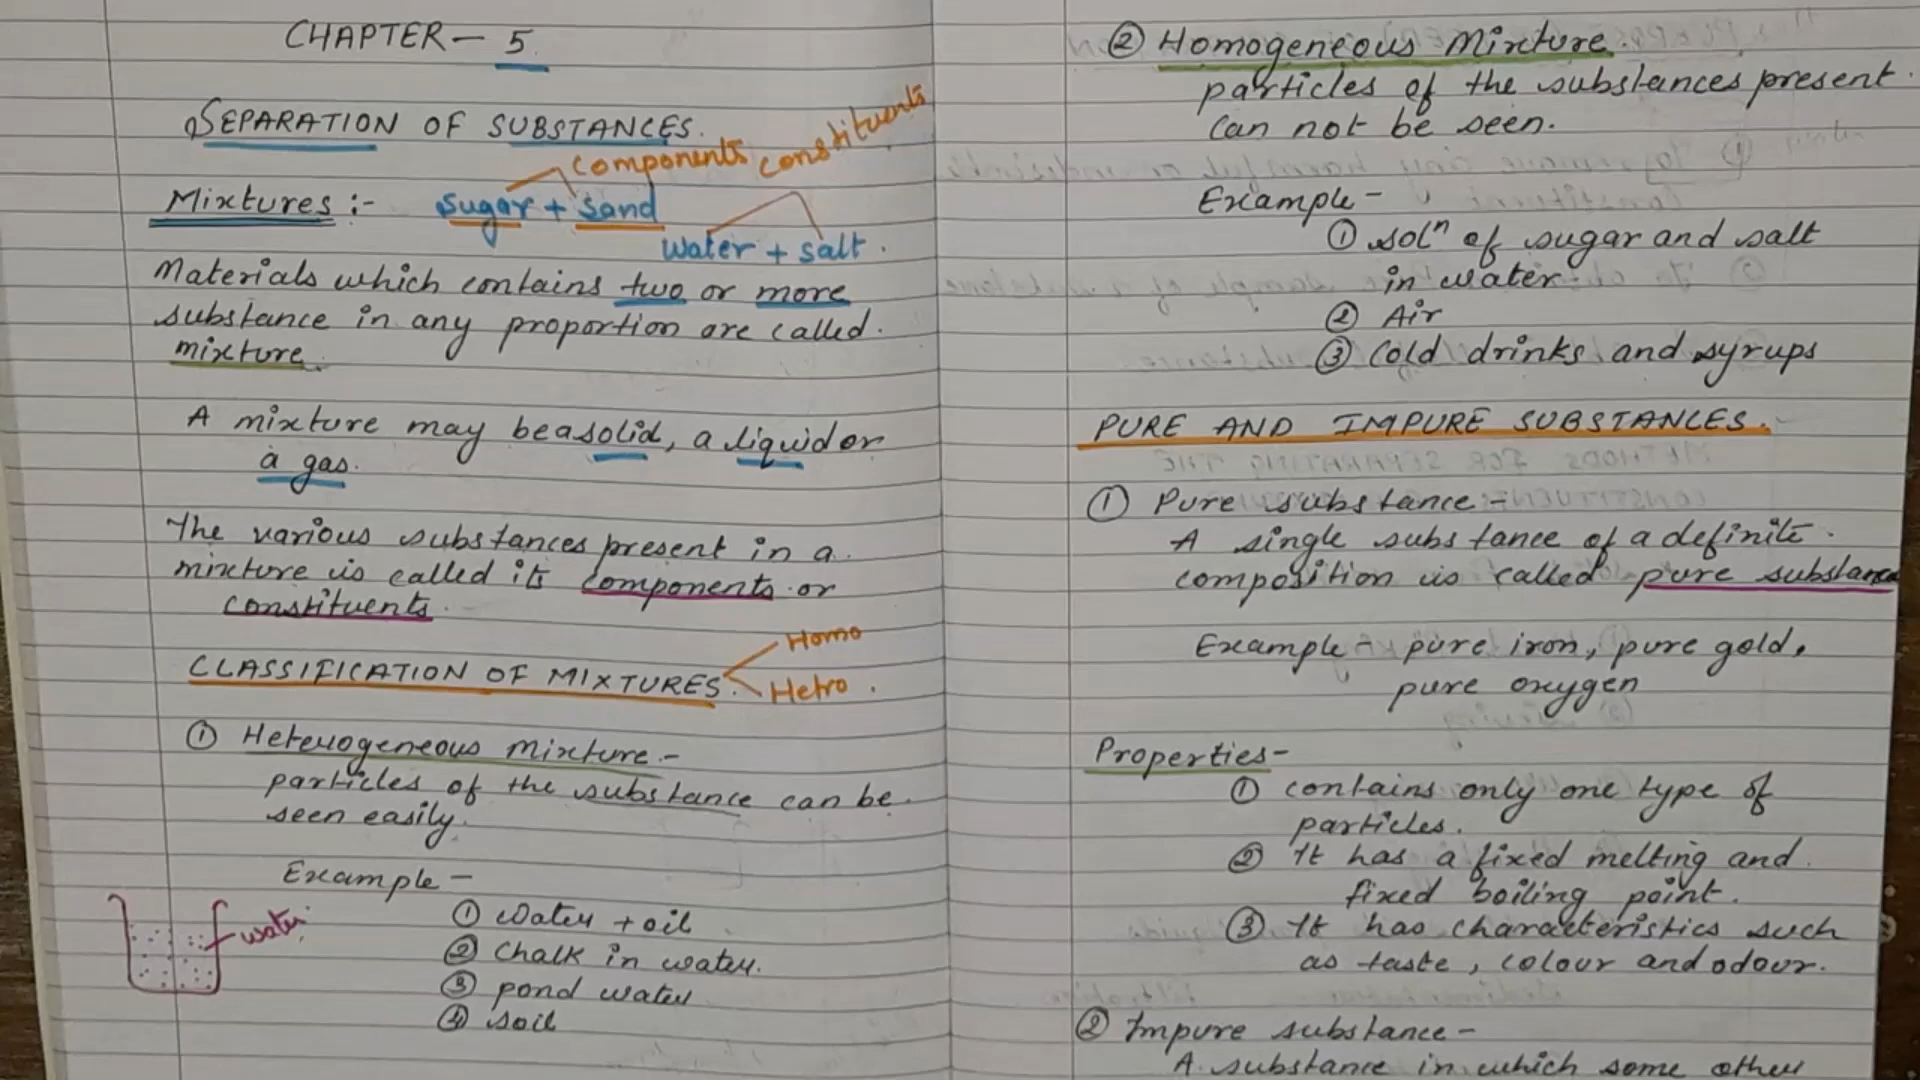 CHAPTER - 5
SEPARATION OF SUBSTANCES.
components constituents
Mixtures :- sugar + sand
water + salt.
Materials which contains two or more
substance in any proportion are called.
mixture.
A mixture may be a solid, a liquid or
a gas.
The various substances present in a
mixture is called its components or
constituents.
CLASSIFICATION OF MIXTURES.
Homo
Hetro.
① Heterogeneous mixture -
particles of the substance can be
seen easily.
Example -
① water + oil
② Chalk in water.
③ pond water
④ soil
water
② Homogeneous Mixture.
particles of the substances present
can not be seen.
Example -
① solⁿ of sugar and salt
in water
② Air
③ Cold drinks and syrups
PURE AND IMPURE SUBSTANCES.
① Pure substance -
A single substance of a definite
composition is called pure substance
Example - pure iron, pure gold,
pure oxygen
Properties -
① contains only one type of
particles.
② It has a fixed melting and
fixed boiling point.
③ It has characteristics such
as taste, colour and odour.
② Impure substance -
A substance in which some other